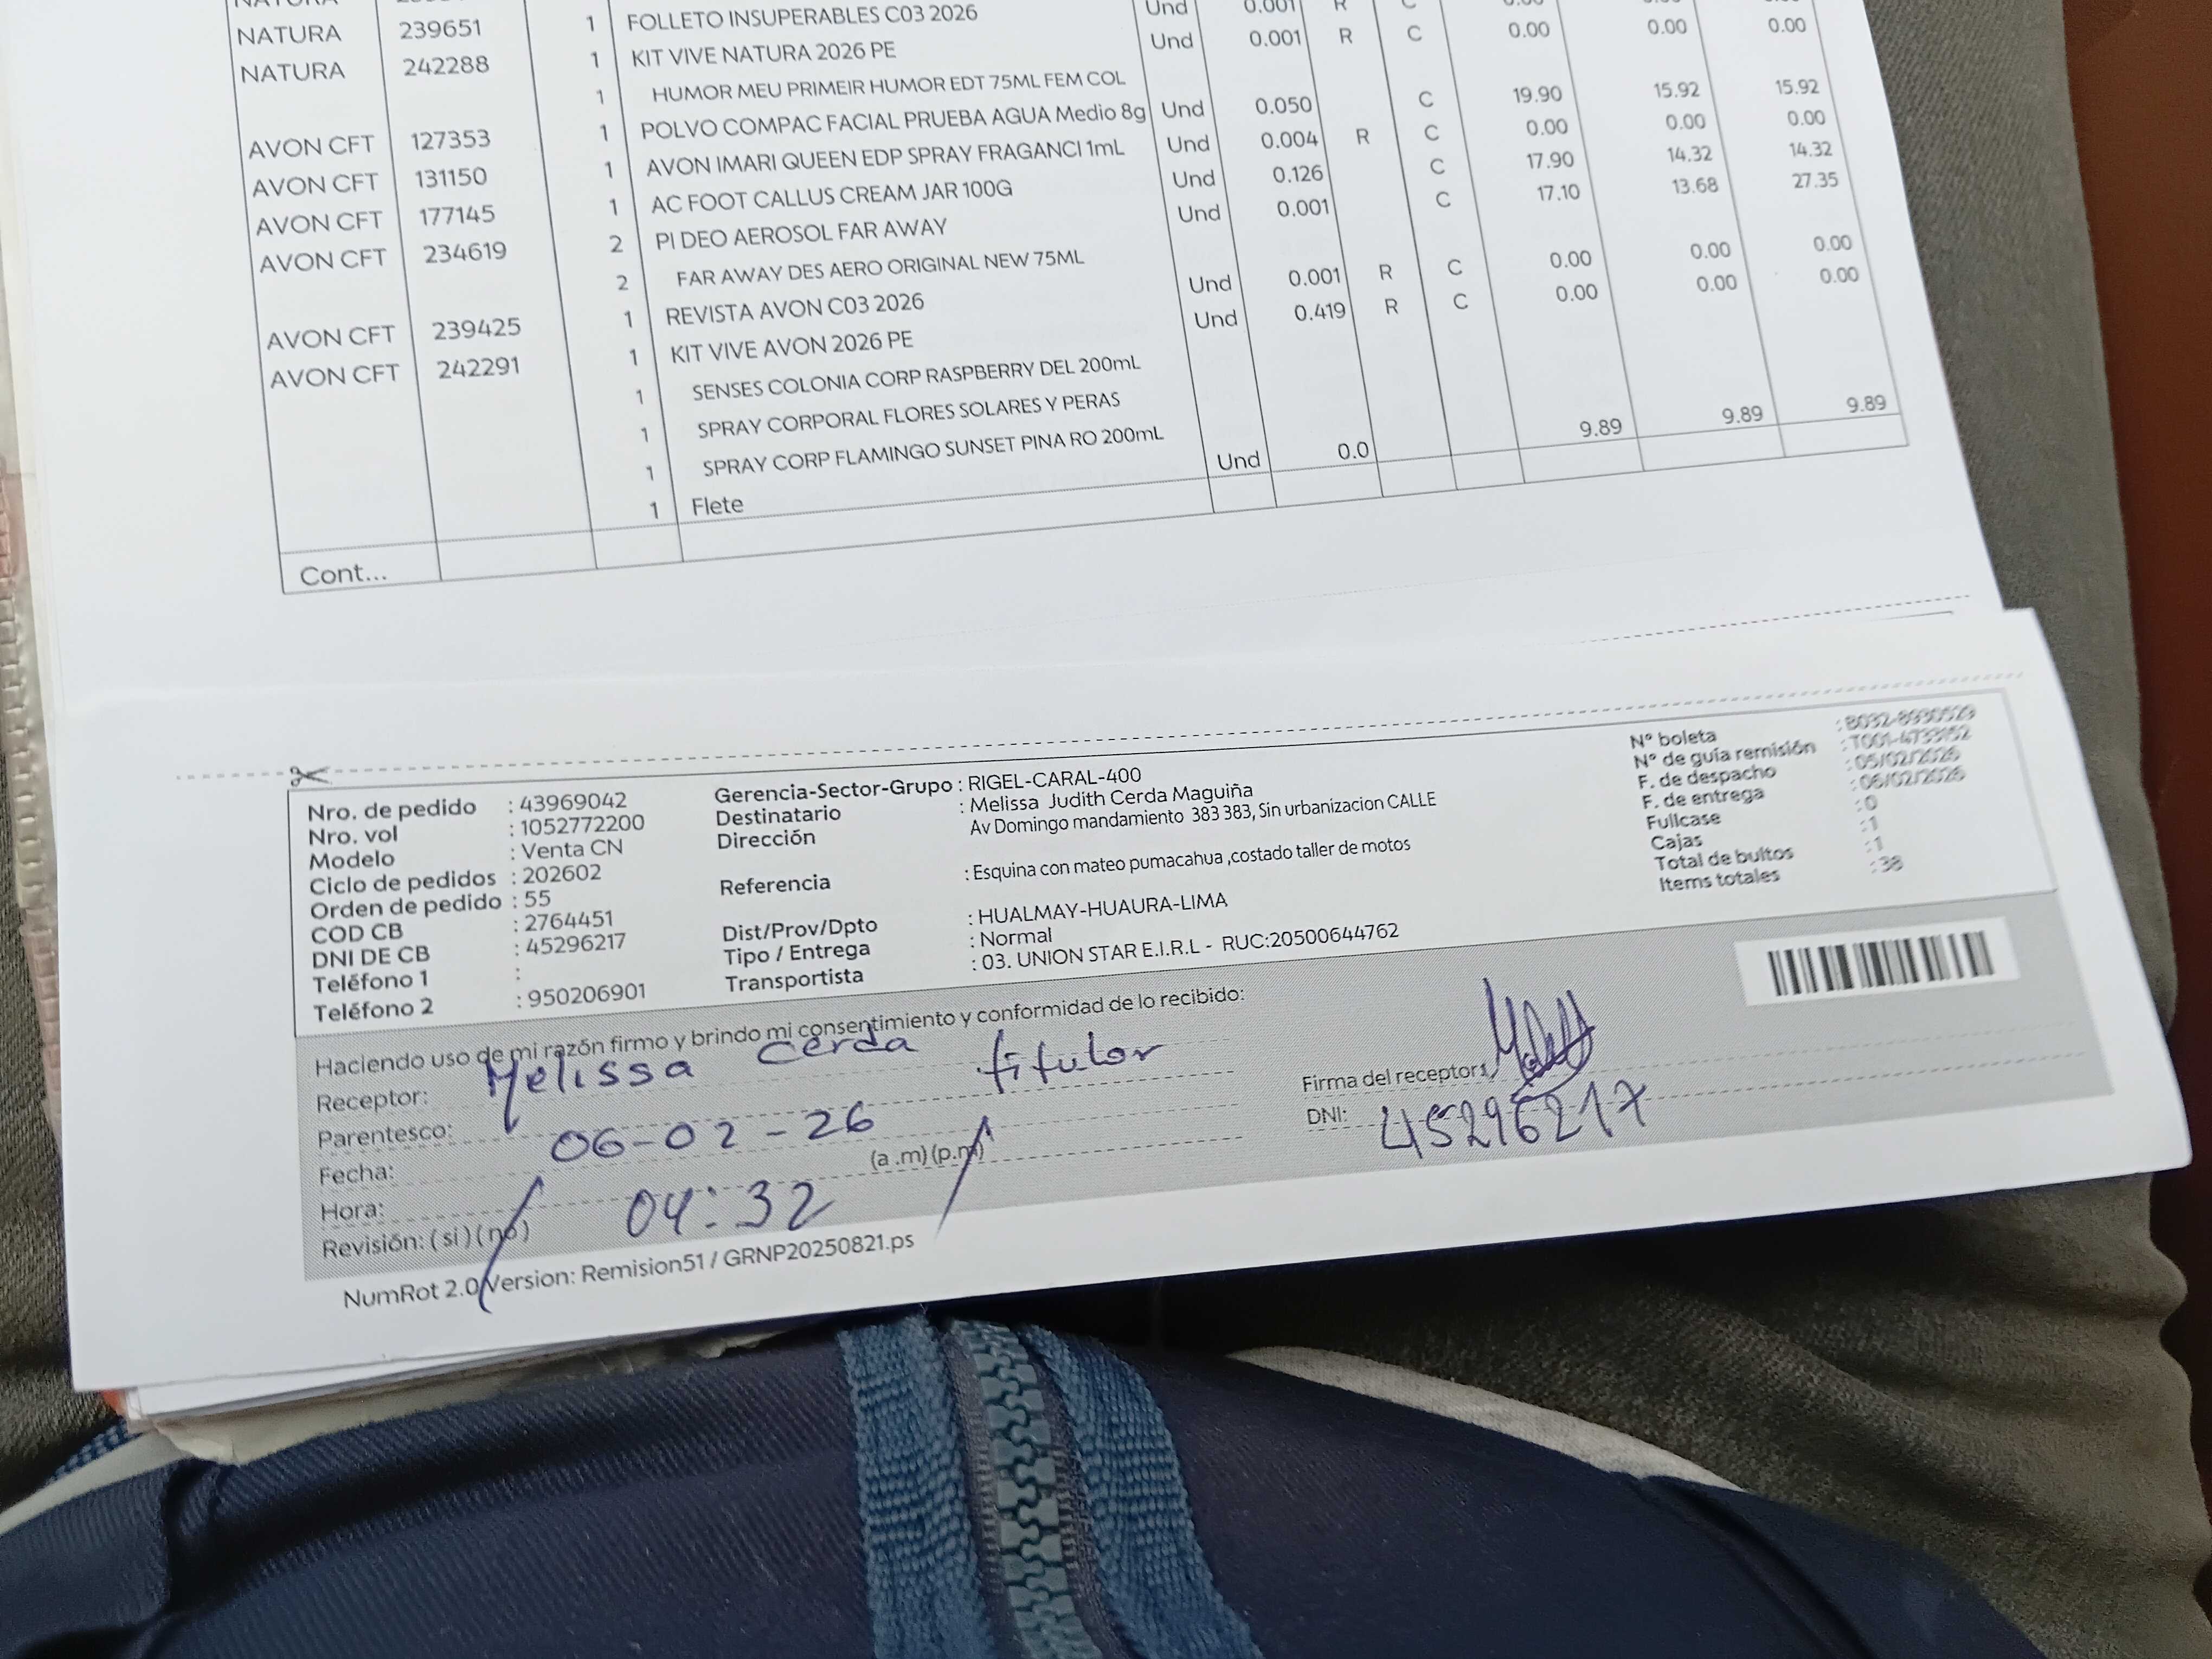 NATURA 239651 1 FOLLETO INSUPERABLES C03 2026 Und 0.001 R C
NATURA 242288 1 KIT VIVE NATURA 2026 PE Und 0.001 R C 0.00 0.00 0.00
1 HUMOR MEU PRIMEIR HUMOR EDT 75ML FEM COL
AVON CFT 127353 1 POLVO COMPAC FACIAL PRUEBA AGUA Medio 8g Und 0.050 C 19.90 15.92 15.92
AVON CFT 131150 1 AVON IMARI QUEEN EDP SPRAY FRAGANCI 1mL Und 0.004 R C 0.00 0.00 0.00
AVON CFT 177145 1 AC FOOT CALLUS CREAM JAR 100G Und 0.126 C 17.90 14.32 14.32
AVON CFT 234619 2 PI DEO AEROSOL FAR AWAY Und 0.001 C 17.10 13.68 27.35
2 FAR AWAY DES AERO ORIGINAL NEW 75ML
AVON CFT 239425 1 REVISTA AVON C03 2026 Und 0.001 R C 0.00 0.00 0.00
AVON CFT 242291 1 KIT VIVE AVON 2026 PE Und 0.419 R C 0.00 0.00 0.00
1 SENSES COLONIA CORP RASPBERRY DEL 200mL
1 SPRAY CORPORAL FLORES SOLARES Y PERAS
1 SPRAY CORP FLAMINGO SUNSET PINA RO 200mL
1 Flete Und 0.0 9.89 9.89 9.89
Cont...
Nro. de pedido : 43969042
Nro. vol : 1052772200
Modelo : Venta CN
Ciclo de pedidos : 202602
Orden de pedido : 55
COD CB : 2764451
DNI DE CB : 45296217
Teléfono 1 :
Teléfono 2 : 950206901
Gerencia-Sector-Grupo : RIGEL-CARAL-400
Destinatario : Melissa Judith Cerda Maguiña
Dirección Av Domingo mandamiento 383 383, Sin urbanizacion CALLE
Referencia : Esquina con mateo pumacahua ,costado taller de motos
Dist/Prov/Dpto : HUALMAY-HUAURA-LIMA
Tipo / Entrega : Normal
Transportista : 03. UNION STAR E.I.R.L - RUC:20500644762
N° boleta : B032-8930529
N° de guía remisión : T001-4733152
F. de despacho : 05/02/2026
F. de entrega : 06/02/2026
Fullcase : 0
Cajas : 1
Total de bultos : 1
Items totales : 38
Haciendo uso de mi razón firmo y brindo mi consentimiento y conformidad de lo recibido:
Receptor: Melissa Cerda titular
Parentesco:
Fecha: 06-02-26
Hora: 04:32 (a .m) (p.m)
Revisión: ( si ) ( no )
Firma del receptor:
DNI: 45296217
NumRot 2.0 Version: Remision51 / GRNP20250821.ps